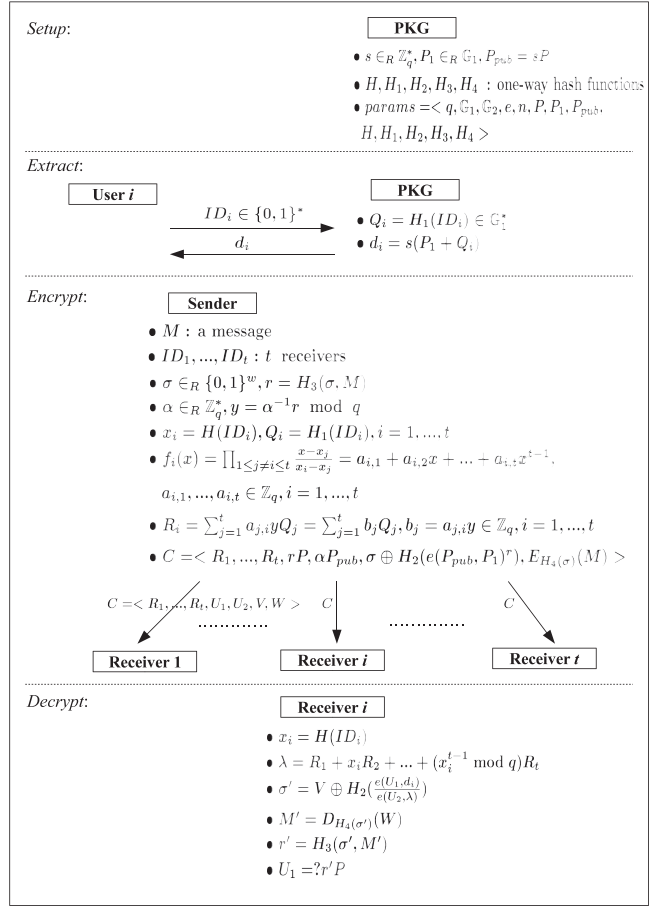 Setup:
PKG
• s ∈_R ℤ_q^*, P_1 ∈_R 𝔾_1, P_pub = sP
• H, H_1, H_2, H_3, H_4 : one-way hash functions
• params =< q, 𝔾_1, 𝔾_2, e, n, P, P_1, P_pub,
H, H_1, H_2, H_3, H_4 >
Extract:
User i
PKG
ID_i ∈ {0, 1}^*
• Q_i = H_1(ID_i) ∈ 𝔾_1^*
d_i
• d_i = s(P_1 + Q_i)
Encrypt:
Sender
• M : a message
• ID_1, ..., ID_t : t receivers
• σ ∈_R {0, 1}^w, r = H_3(σ, M)
• α ∈_R ℤ_q^*, y = α^{-1}r mod q
• x_i = H(ID_i), Q_i = H_1(ID_i), i = 1, ..., t
• f_i(x) = ∏_{1≤j≠i≤t} \frac{x−x_j}{x_i−x_j} = a_{i,1} + a_{i,2}x + ... + a_{i,t}x^{t−1},
a_{i,1}, ..., a_{i,t} ∈ ℤ_q, i = 1, ..., t
• R_i = ∑_{j=1}^t a_{j,i}yQ_j = ∑_{j=1}^t b_jQ_j, b_j = a_{j,i}y ∈ ℤ_q, i = 1, ..., t
• C =< R_1, ..., R_t, rP, αP_pub, σ ⊕ H_2(e(P_pub, P_1)^r), E_{H_4(σ)}(M) >
C =< R_1, ..., R_t, U_1, U_2, V, W >
C
C
............
............
Receiver 1
Receiver i
Receiver t
Decrypt:
Receiver i
• x_i = H(ID_i)
• λ = R_1 + x_iR_2 + ... + (x_i^{t−1} mod q)R_t
• σ' = V ⊕ H_2(\frac{e(U_1,d_i)}{e(U_2,λ)})
• M' = D_{H_4(σ')}(W)
• r' = H_3(σ', M')
• U_1 =?r'P